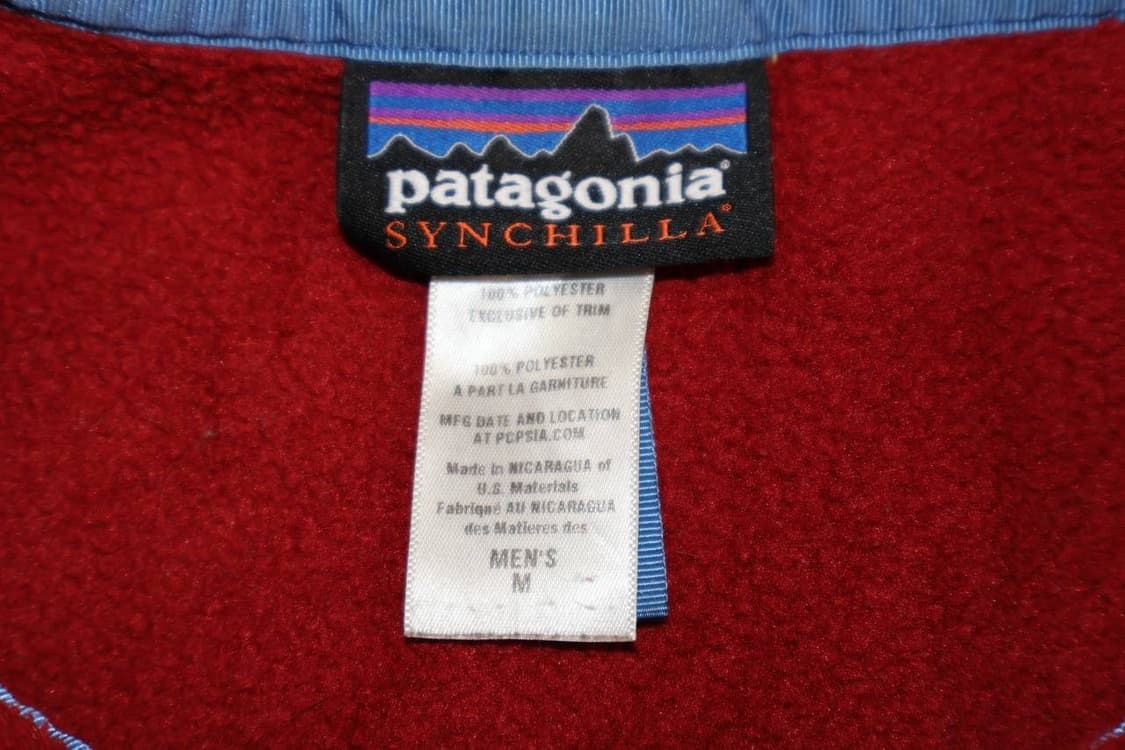 patagonia®
SYNCHILLA®
100% POLYESTER
EXCLUSIVE OF TRIM
100% POLYESTER
A PART LA GARNITURE
MFG DATE AND LOCATION
AT PCPSIA.COM
Made in NICARAGUA of
U.S. Materials
Fabriqué AU NICARAGUA
des Matieres des
MEN'S
M